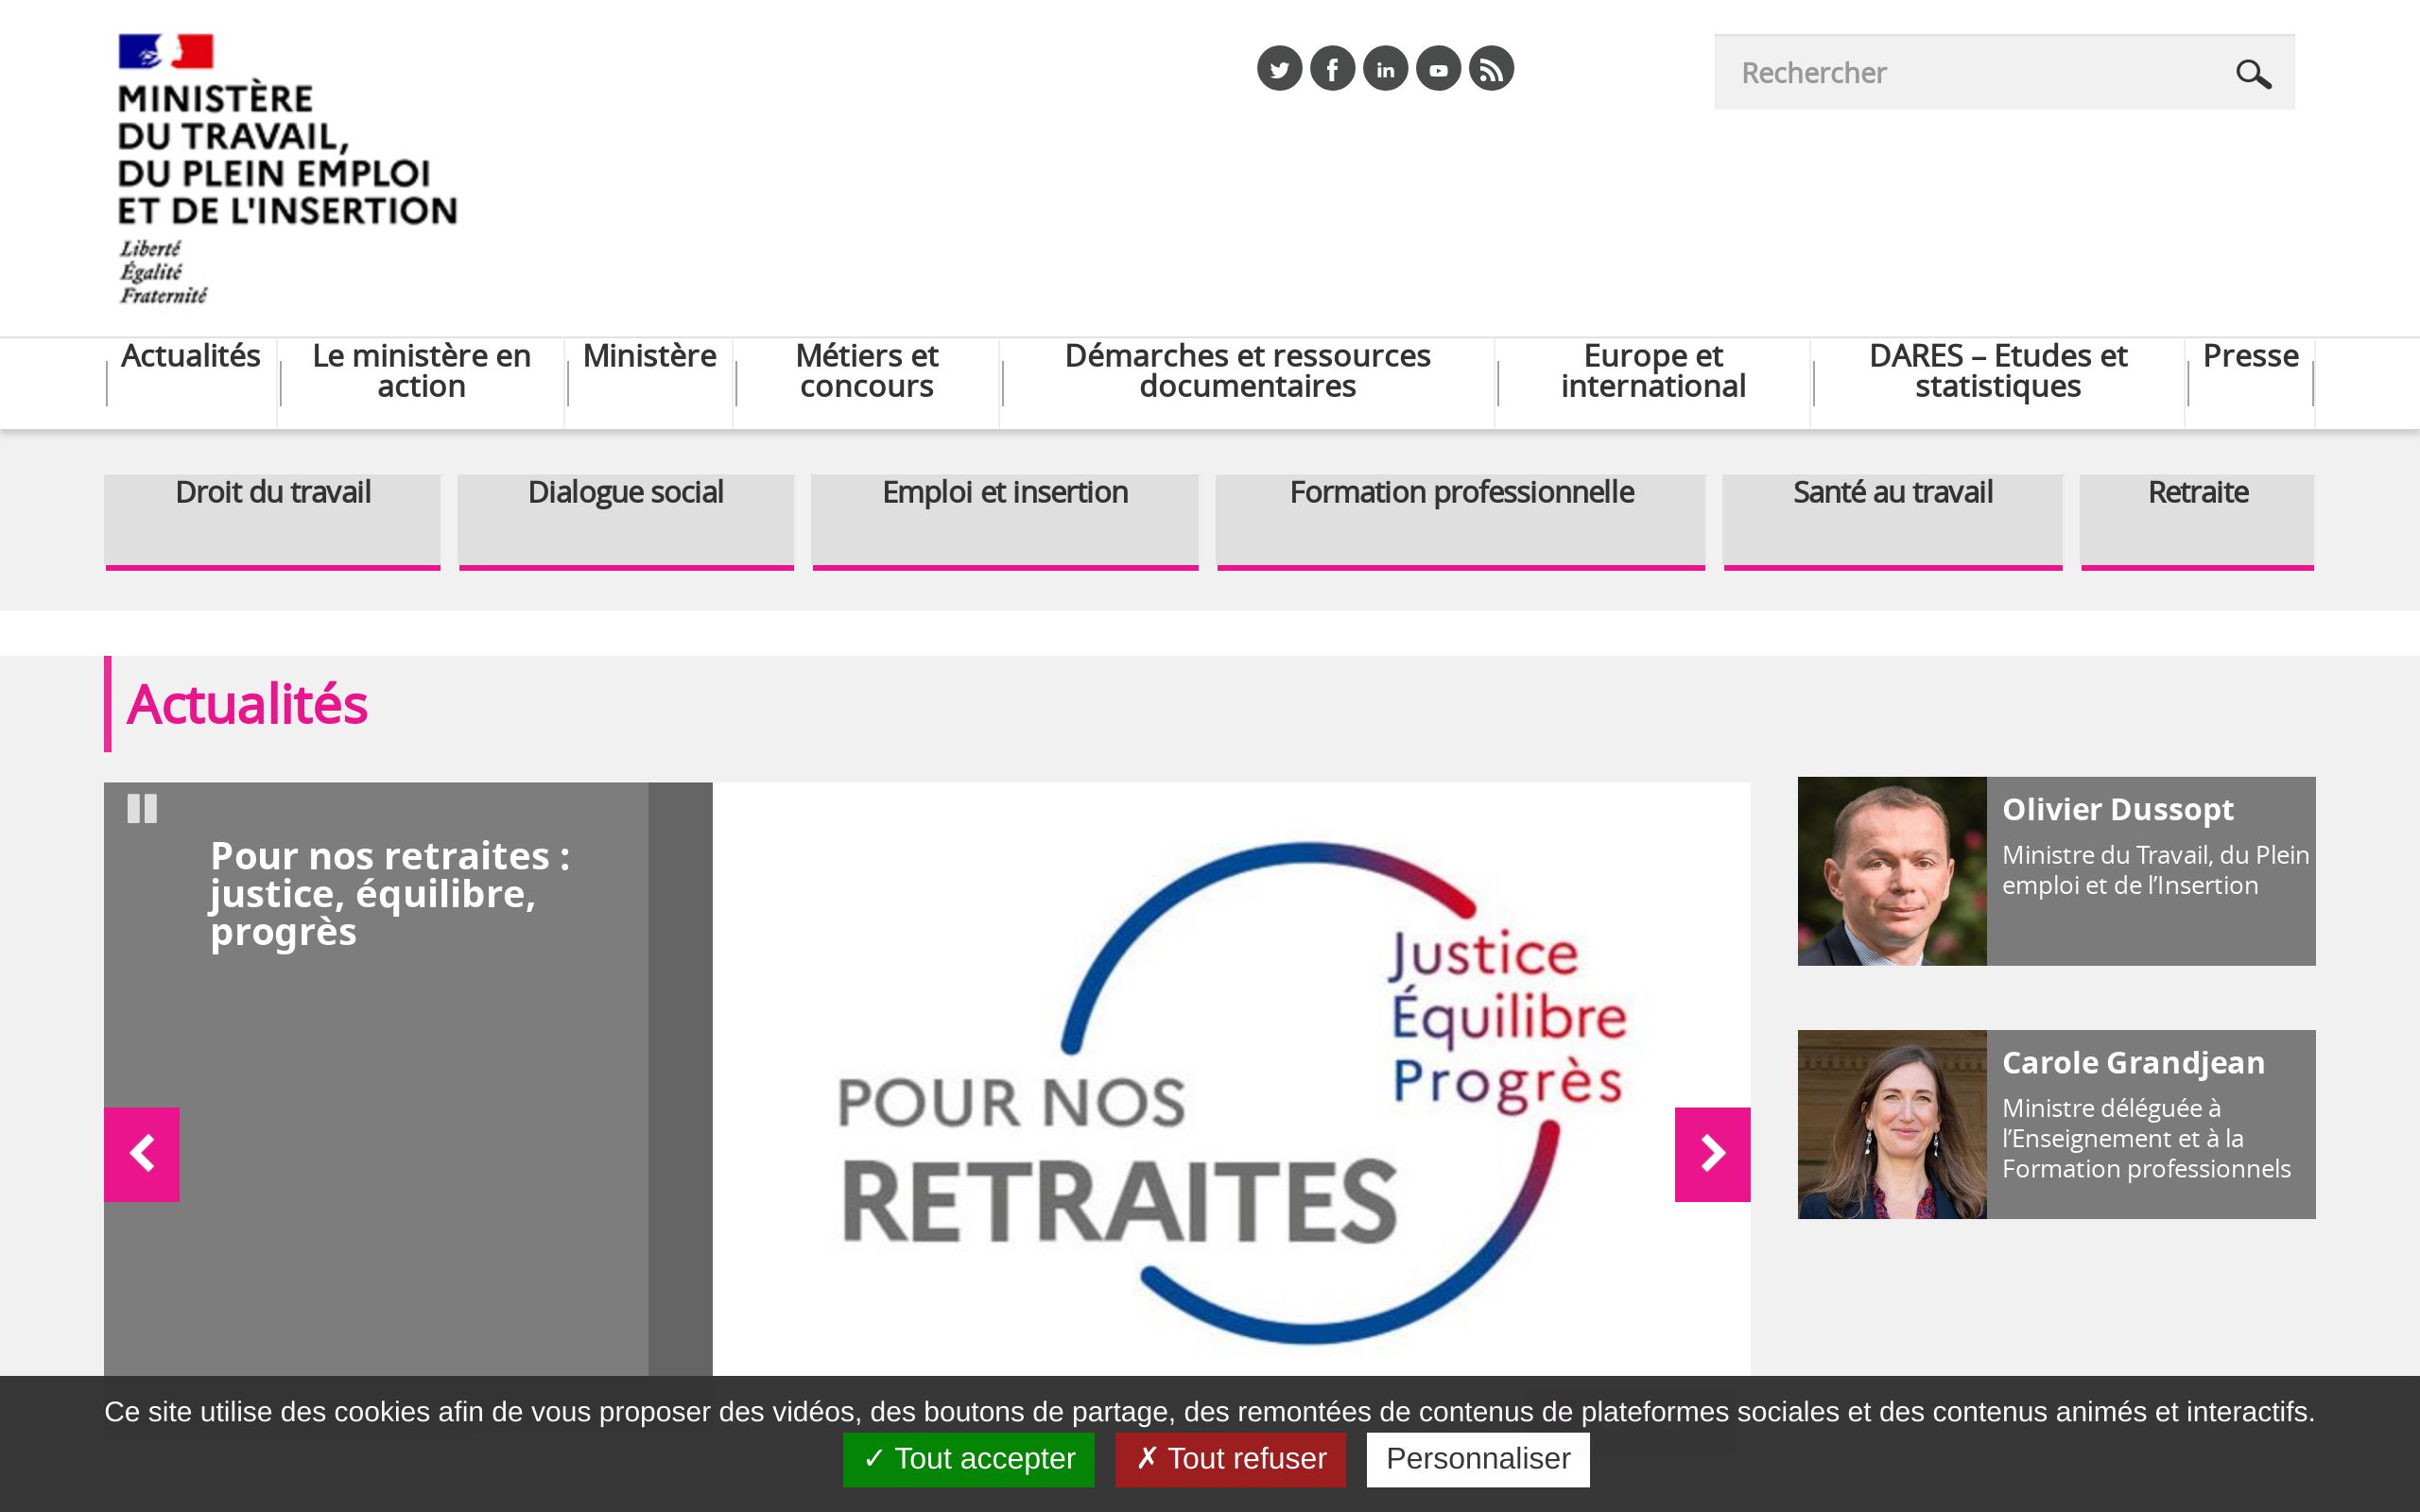 MINISTÈRE
DU TRAVAIL,
DU PLEIN EMPLOI
ET DE L'INSERTION
Liberté
Égalité
Fraternité
Rechercher
Actualités
Le ministère en
action
Ministère
Métiers et
concours
Démarches et ressources
documentaires
Europe et
international
DARES – Etudes et
statistiques
Presse
Droit du travail
Dialogue social
Emploi et insertion
Formation professionnelle
Santé au travail
Retraite
Actualités
Pour nos retraites :
justice, équilibre,
progrès
Justice
Équilibre
Progrès
POUR NOS
RETRAITES
Olivier Dussopt
Ministre du Travail, du Plein
emploi et de l’Insertion
Carole Grandjean
Ministre déléguée à
l’Enseignement et à la
Formation professionnels
Ce site utilise des cookies afin de vous proposer des vidéos, des boutons de partage, des remontées de contenus de plateformes sociales et des contenus animés et interactifs.
✓ Tout accepter
✗ Tout refuser
Personnaliser